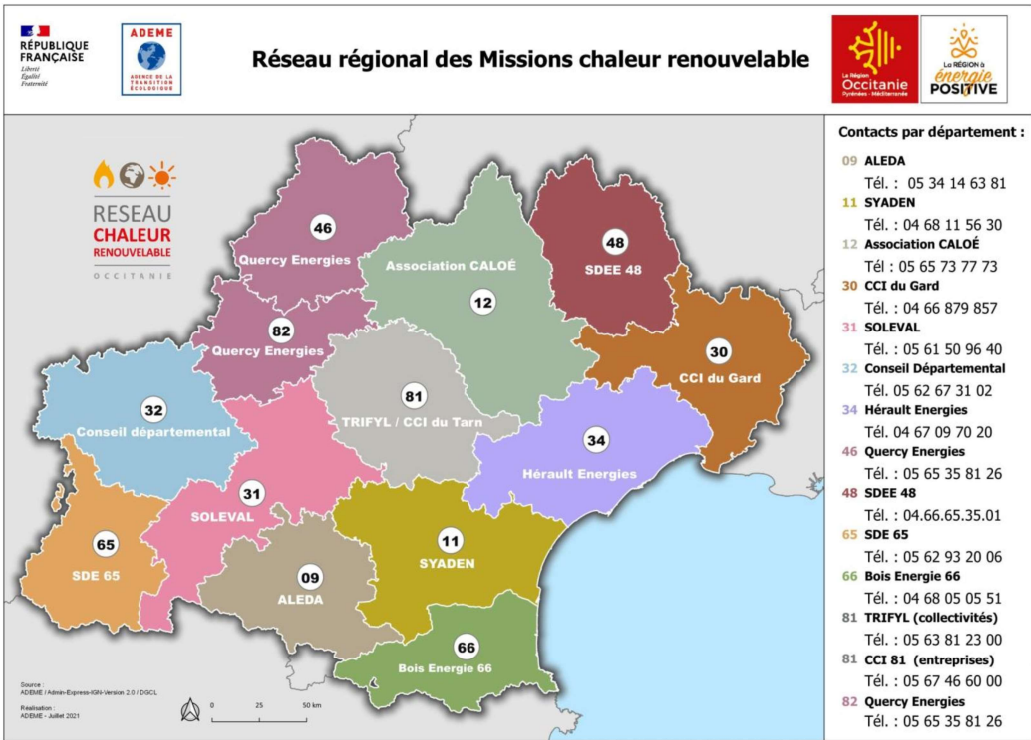 RÉPUBLIQUE
FRANÇAISE
Liberté
Égalité
Fraternité
ADEME
AGENCE DE LA
TRANSITION
ÉCOLOGIQUE
Réseau régional des Missions chaleur renouvelable
La Région
Occitanie
Pyrénées - Méditerranée
La RÉGION à
énergie
POSITIVE
RESEAU
CHALEUR
RENOUVELABLE
OCCITANIE
46
Quercy Energies
Association CALOÉ
12
48
SDEE 48
82
Quercy Energies
30
CCI du Gard
32
Conseil départemental
81
TRIFYL / CCI du Tarn
34
Hérault Energies
31
SOLEVAL
65
SDE 65
11
SYADEN
09
ALEDA
66
Bois Energie 66
Source :
ADEME / Admin-Express-IGN-Version 2.0 / DGCL
Réalisation :
ADEME - Juillet 2021
0 25 50 km
Contacts par département :
09 ALEDA
Tél. : 05 34 14 63 81
11 SYADEN
Tél. : 04 68 11 56 30
12 Association CALOÉ
Tél : 05 65 73 77 73
30 CCI du Gard
Tél. : 04 66 879 857
31 SOLEVAL
Tél. : 05 61 50 96 40
32 Conseil Départemental
Tél. 05 62 67 31 02
34 Hérault Energies
Tél. 04 67 09 70 20
46 Quercy Energies
Tél. : 05 65 35 81 26
48 SDEE 48
Tél. : 04.66.65.35.01
65 SDE 65
Tél. : 05 62 93 20 06
66 Bois Energie 66
Tél. : 04 68 05 05 51
81 TRIFYL (collectivités)
Tél. : 05 63 81 23 00
81 CCI 81 (entreprises)
Tél. : 05 67 46 60 00
82 Quercy Energies
Tél. : 05 65 35 81 26